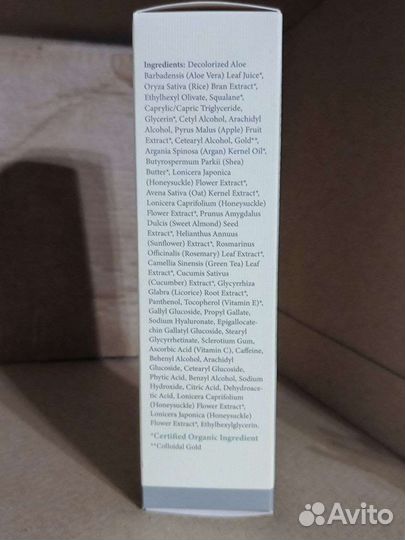 Ingredients: Decolorized Aloe
Barbadensis (Aloe Vera) Leaf Juice*,
Oryza Sativa (Rice) Bran Extract*,
Ethylhexyl Olivate, Squalane*,
Caprylic/Capric Triglyceride,
Glycerin*, Cetyl Alcohol, Arachidyl
Alcohol, Pyrus Malus (Apple) Fruit
Extract*, Cetearyl Alcohol, Gold**,
Argania Spinosa (Argan) Kernel Oil*,
Butyrospermum Parkii (Shea)
Butter*, Lonicera Japonica
(Honeysuckle) Flower Extract*,
Avena Sativa (Oat) Kernel Extract*,
Lonicera Caprifolium (Honeysuckle)
Flower Extract*, Prunus Amygdalus
Dulcis (Sweet Almond) Seed
Extract*, Helianthus Annuus
(Sunflower) Extract*, Rosmarinus
Officinalis (Rosemary) Leaf Extract*,
Camellia Sinensis (Green Tea) Leaf
Extract*, Cucumis Sativus
(Cucumber) Extract*, Glycyrrhiza
Glabra (Licorice) Root Extract*,
Panthenol, Tocopherol (Vitamin E)*,
Gallyl Glucoside, Propyl Gallate,
Sodium Hyaluronate, Epigallocate-
chin Gallatyl Glucoside, Stearyl
Glycyrrhetinate, Sclerotium Gum,
Ascorbic Acid (Vitamin C), Caffeine,
Behenyl Alcohol, Arachidyl
Glucoside, Cetearyl Glucoside,
Phytic Acid, Benzyl Alcohol, Sodium
Hydroxide, Citric Acid, Dehydroace-
tic Acid, Lonicera Caprifolium
(Honeysuckle) Flower Extract*,
Lonicera Japonica (Honeysuckle)
Flower Extract*, Ethylhexylglycerin.
*Certified Organic Ingredient
**Colloidal Gold
Avito